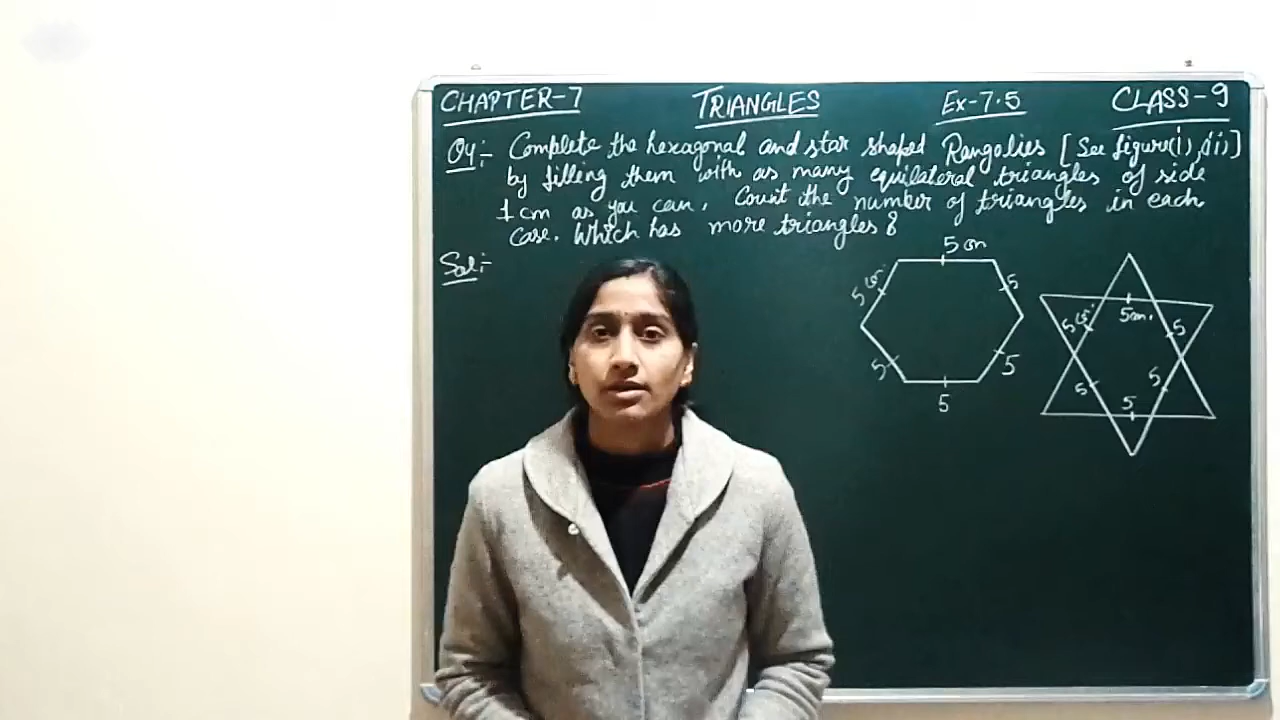 CHAPTER-7 TRIANGLES Ex-7.5 CLASS-9
Q4:- Complete the hexagonal and star shaped Rangolies [See figure(i),(ii)]
by filling them with as many equilateral triangles of side
1 cm as you can. Count the number of triangles in each
case. Which has more triangles?
Sol:-
5 cm
5 cm
5
5
5
5
5 cm
5 cm
5
5
5
5